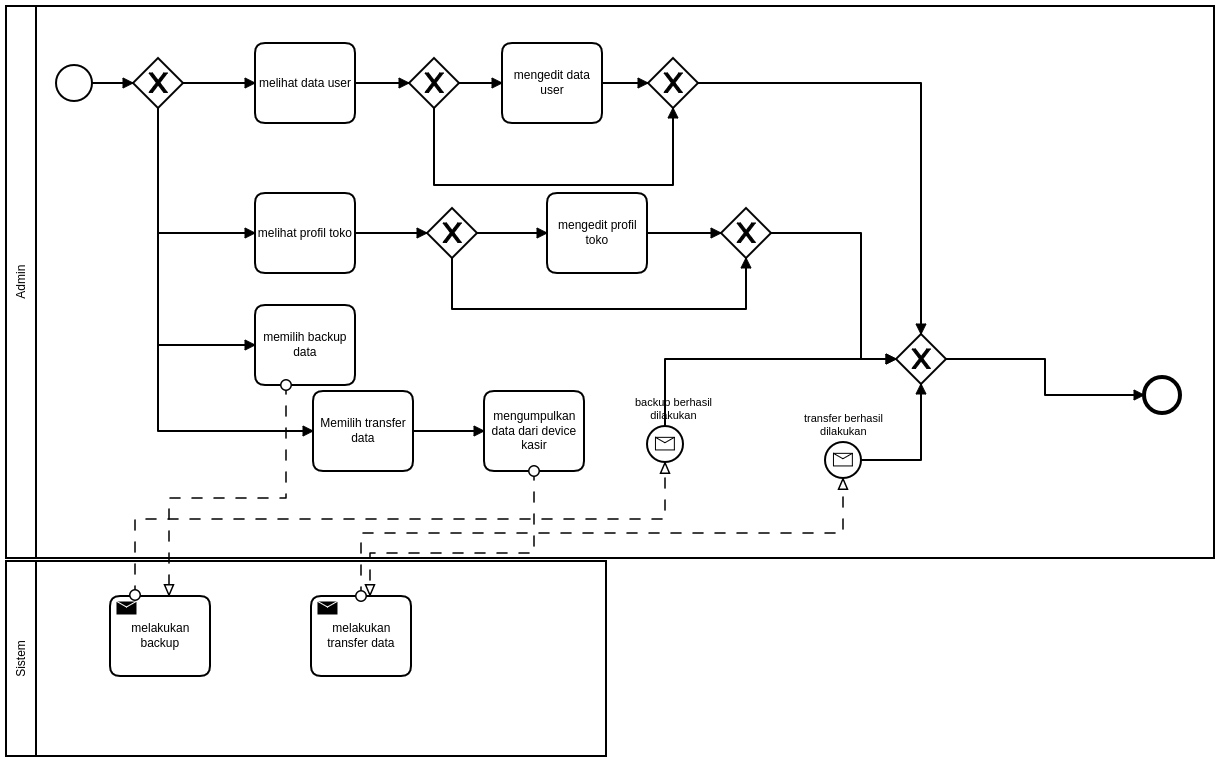 Admin
melihat data user
mengedit data
user
melihat profil toko
mengedit profil
toko
memilih backup
data
Memilih transfer
data
mengumpulkan
data dari device
kasir
backup berhasil
dilakukan
transfer berhasil
dilakukan
Sistem
melakukan
backup
melakukan
transfer data